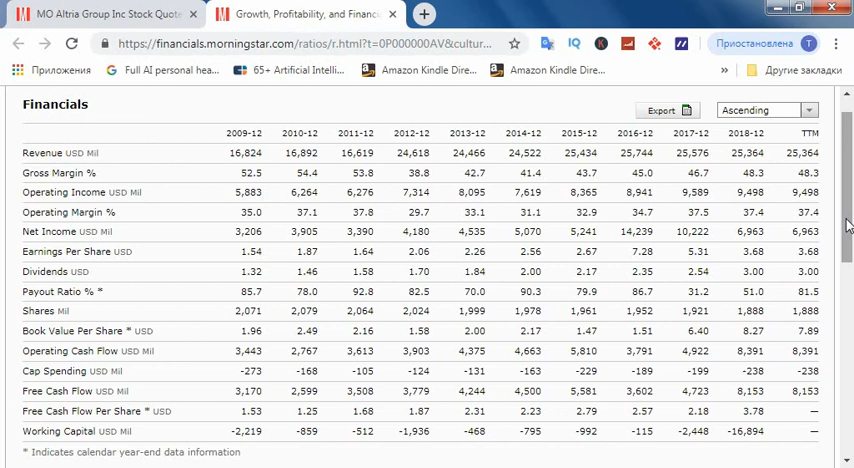 MO Altria Group Inc Stock Quote
Growth, Profitability, and Financi
https://financials.morningstar.com/ratios/r.html?t=0P000000AV&cultur...
IQ
K
Приостановлена
T
Приложения
G Full AI personal hea...
65+ Artificial Intelli...
Amazon Kindle Dire...
Amazon Kindle Dire...
»
Другие закладки
Financials
Export
Ascending
2009-12 2010-12 2011-12 2012-12 2013-12 2014-12 2015-12 2016-12 2017-12 2018-12 TTM
Revenue USD Mil 16,824 16,892 16,619 24,618 24,466 24,522 25,434 25,744 25,576 25,364 25,364
Gross Margin % 52.5 54.4 53.8 38.8 42.7 41.4 43.7 45.0 46.7 48.3 48.3
Operating Income USD Mil 5,883 6,264 6,276 7,314 8,095 7,619 8,365 8,941 9,589 9,498 9,498
Operating Margin % 35.0 37.1 37.8 29.7 33.1 31.1 32.9 34.7 37.5 37.4 37.4
Net Income USD Mil 3,206 3,905 3,390 4,180 4,535 5,070 5,241 14,239 10,222 6,963 6,963
Earnings Per Share USD 1.54 1.87 1.64 2.06 2.26 2.56 2.67 7.28 5.31 3.68 3.68
Dividends USD 1.32 1.46 1.58 1.70 1.84 2.00 2.17 2.35 2.54 3.00 3.00
Payout Ratio % * 85.7 78.0 92.8 82.5 70.0 90.3 79.9 86.7 31.2 51.0 81.5
Shares Mil 2,071 2,079 2,064 2,024 1,999 1,978 1,961 1,952 1,921 1,888 1,888
Book Value Per Share * USD 1.96 2.49 2.16 1.58 2.00 2.17 1.47 1.51 6.40 8.27 7.89
Operating Cash Flow USD Mil 3,443 2,767 3,613 3,903 4,375 4,663 5,810 3,791 4,922 8,391 8,391
Cap Spending USD Mil -273 -168 -105 -124 -131 -163 -229 -189 -199 -238 -238
Free Cash Flow USD Mil 3,170 2,599 3,508 3,779 4,244 4,500 5,581 3,602 4,723 8,153 8,153
Free Cash Flow Per Share * USD 1.53 1.25 1.68 1.87 2.31 2.23 2.79 2.57 2.18 3.78 —
Working Capital USD Mil -2,219 -859 -512 -1,936 -468 -795 -992 -115 -2,448 -16,894 —
* Indicates calendar year-end data information